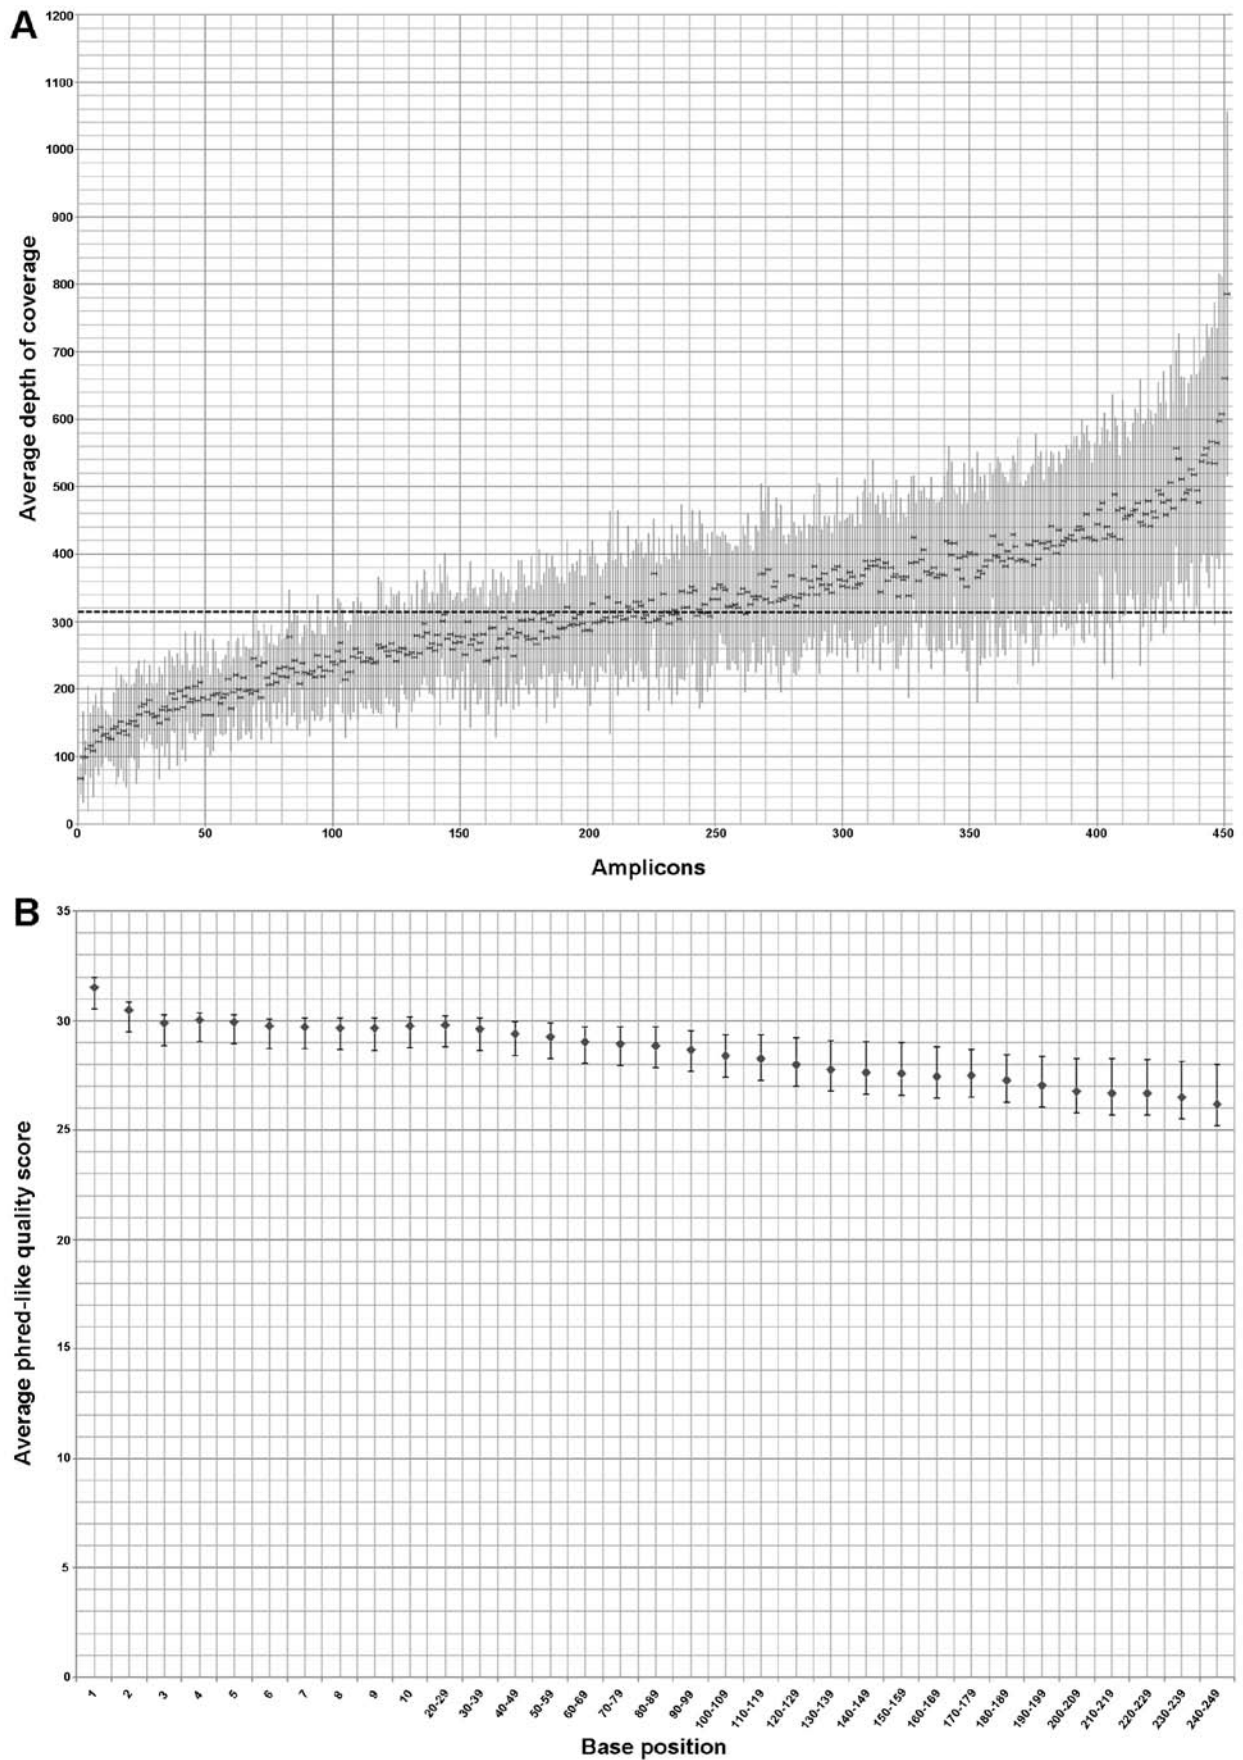 A
1200
1100
1000
900
800
700
600
500
400
300
200
100
0
Average depth of coverage
0 50 100 150 200 250 300 350 400 450
Amplicons
B
35
30
25
20
15
10
5
0
Average phred-like quality score
1 2 3 4 5 6 7 8 9 10 20-29 30-39 40-49 50-59 60-69 70-79 80-89 90-99 100-109 110-119 120-129 130-139 140-149 150-159 160-169 170-179 180-189 190-199 200-209 210-219 220-229 230-239 240-249
Base position